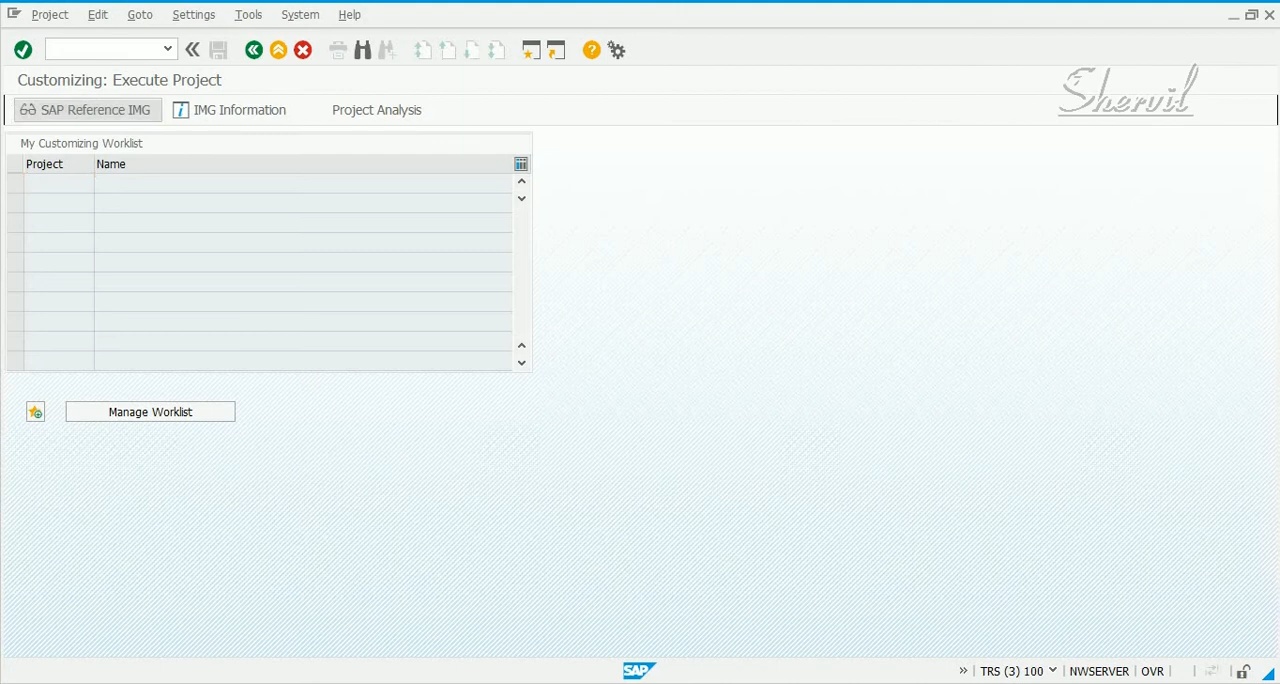 Project Edit Goto Settings Tools System Help
Customizing: Execute Project
Shervil
SAP Reference IMG IMG Information Project Analysis
My Customizing Worklist
Project Name
Manage Worklist
SAP TRS (3) 100 NWSERVER OVR